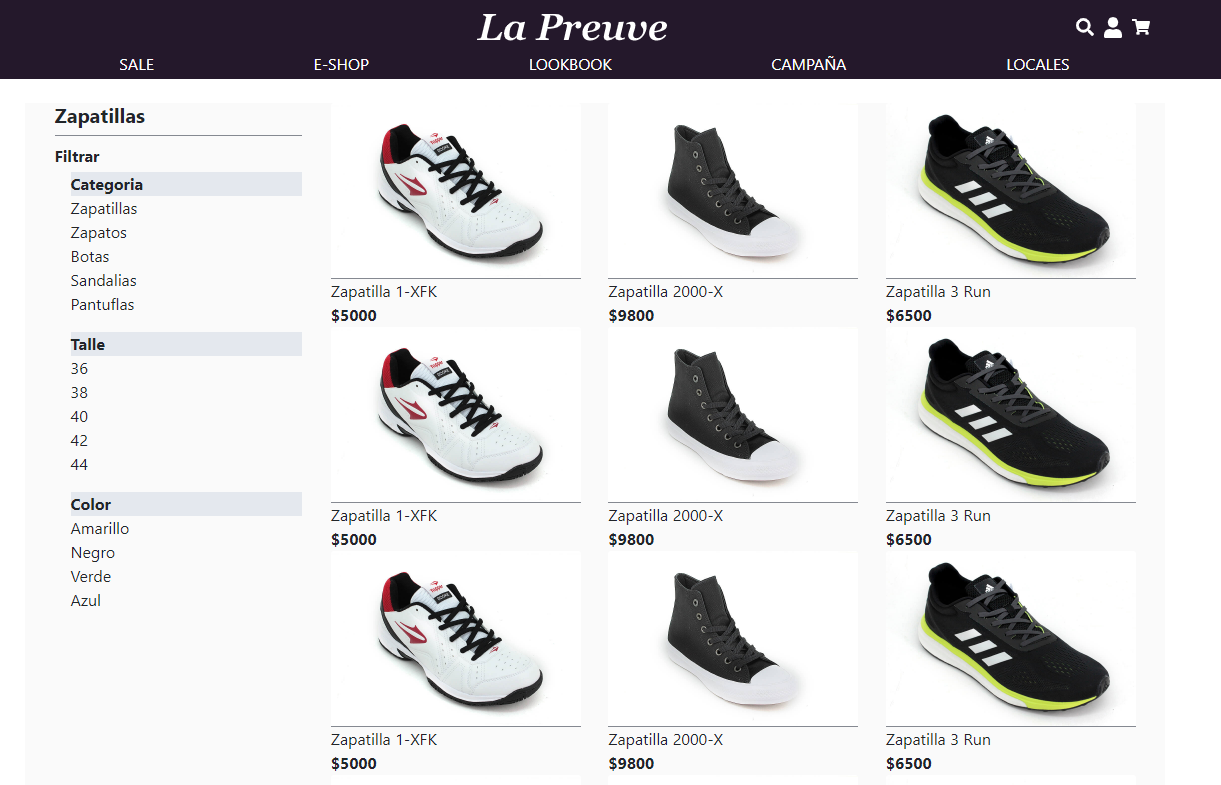 La Preuve
SALE
E-SHOP
LOOKBOOK
CAMPAÑA
LOCALES
Zapatillas
Filtrar
Categoria
Zapatillas
Zapatos
Botas
Sandalias
Pantuflas
Talle
36
38
40
42
44
Color
Amarillo
Negro
Verde
Azul
Zapatilla 1-XFK
$5000
Zapatilla 2000-X
$9800
Zapatilla 3 Run
$6500
Zapatilla 1-XFK
$5000
Zapatilla 2000-X
$9800
Zapatilla 3 Run
$6500
Zapatilla 1-XFK
$5000
Zapatilla 2000-X
$9800
Zapatilla 3 Run
$6500